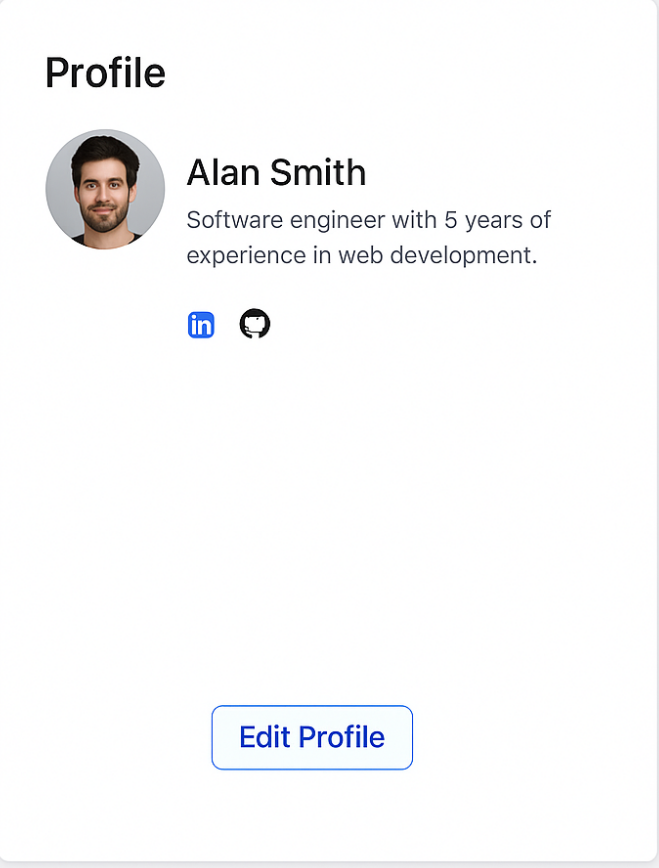 Profile
Alan Smith
Software engineer with 5 years of
experience in web development.
in
Edit Profile